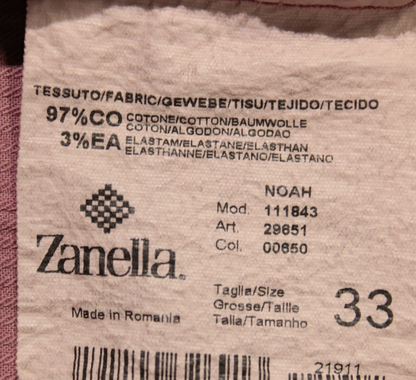 TESSUTO/FABRIC/GEWEBE/TISU/TEJIDO/TECIDO
97%CO COTONE/COTTON/BAUMWOLLE
COTON/ALGODON/ALGODAO
3%EA ELASTAM/ELASTANE/ELASTHAN
ELASTHANNE/ELASTANO/ELASTANO
NOAH
Mod. 111843
Art. 29651
Col. 00650
Zanella.
Taglia/Size
Grosse/Taille
Talla/Tamanho
33
Made in Romania
21911